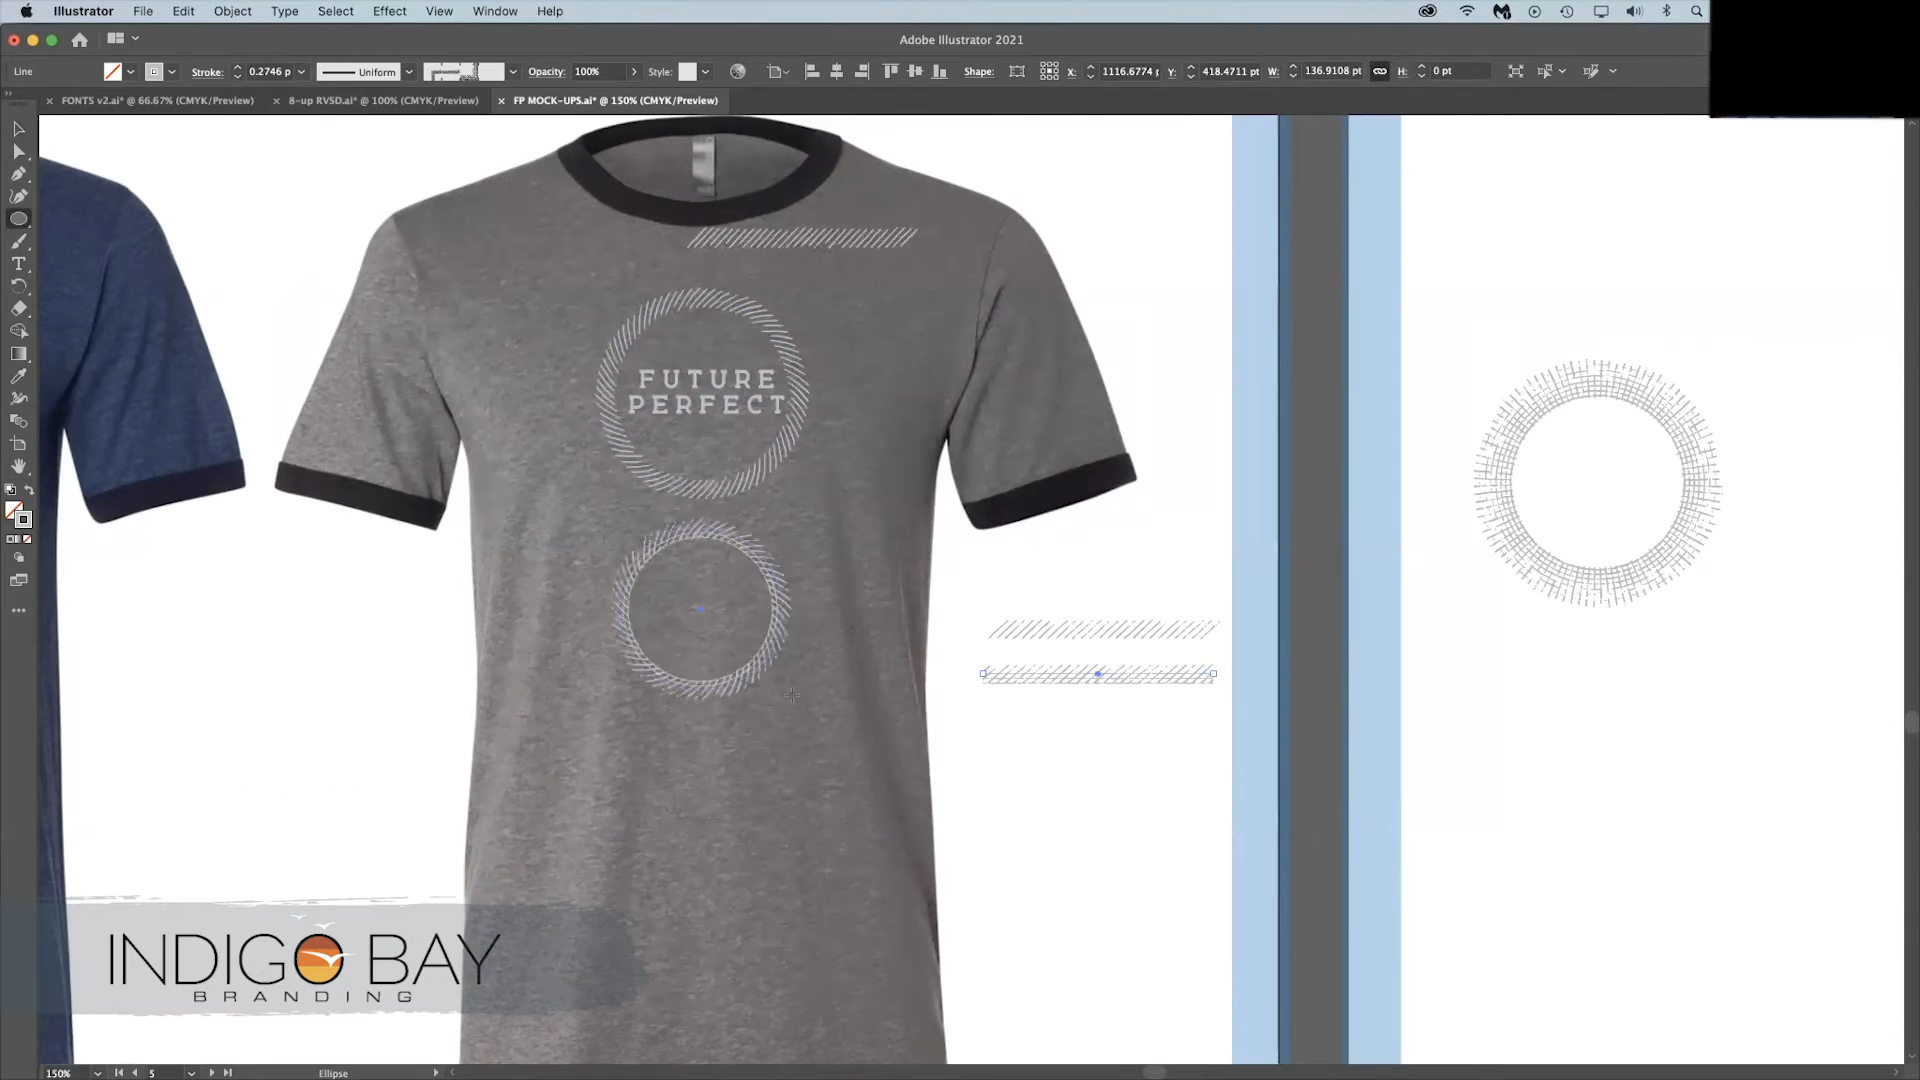 Illustrator File Edit Object Type Select Effect View Window Help
Adobe Illustrator 2021
Line Stroke: 0.2746 p Uniform Opacity: 100% Style: Shape: X: 1116.6774 Y: 418.4711 pt W: 136.9108 pt H: 0 pt
FONTS v2.ai* @ 66.67% (CMYK/Preview) 8-up RVSD.ai* @ 100% (CMYK/Preview) FP MOCK-UPS.ai* @ 150% (CMYK/Preview)
FUTURE
PERFECT
INDIGO BAY
BRANDING
150% 5 Ellipse